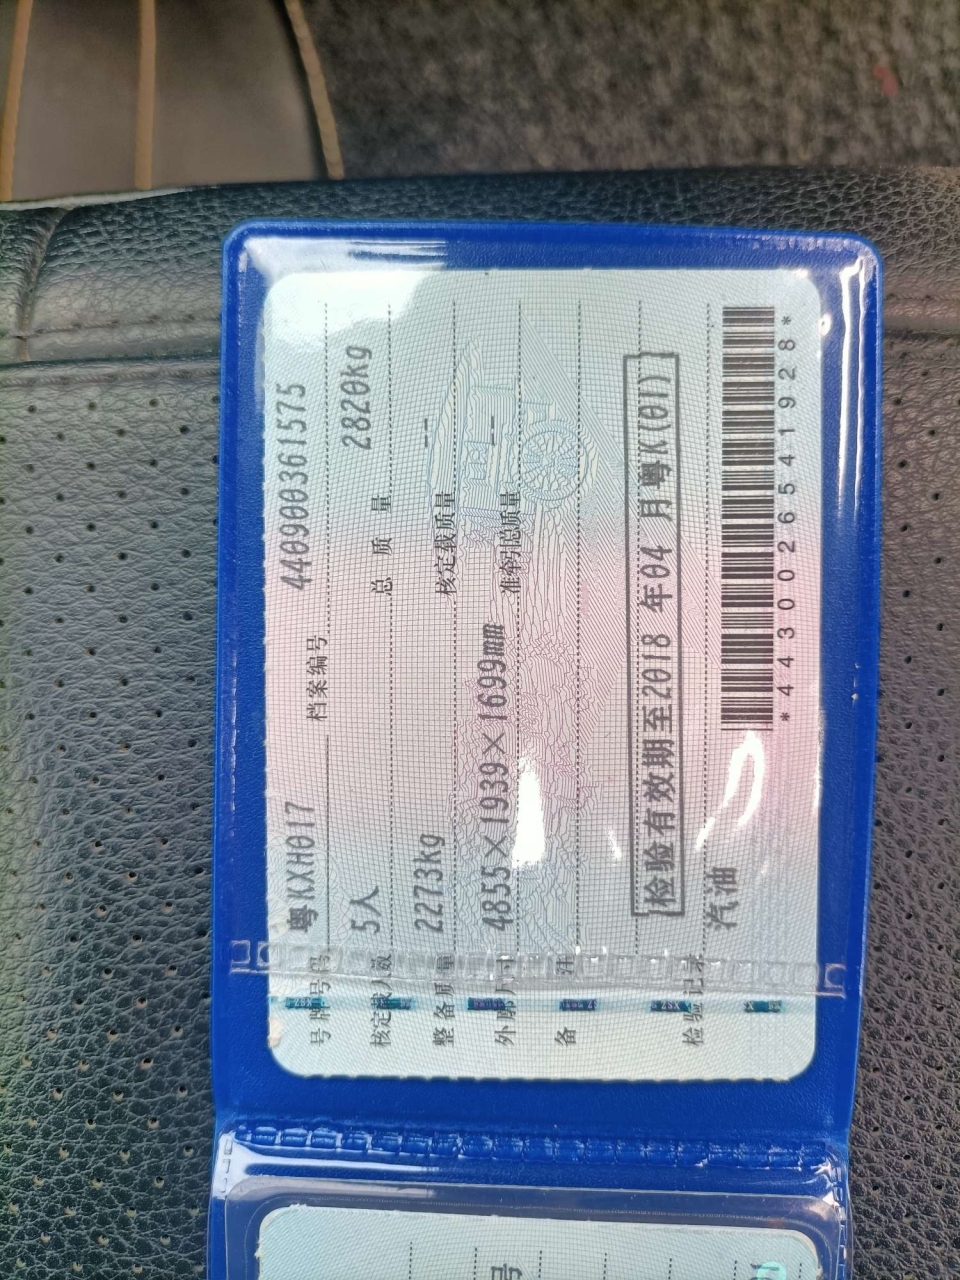 号牌号码 粤KXH017 档案编号 440900361575
核定载人数 5人 总质量 2820kg
整备质量 2273kg 核定载质量 --
外廓尺寸 4855×1939×1699mm 准牵引总质量 --
备注
检验记录 检验有效期至2018年04月粤K(01)
汽油
*4430026541928*
号